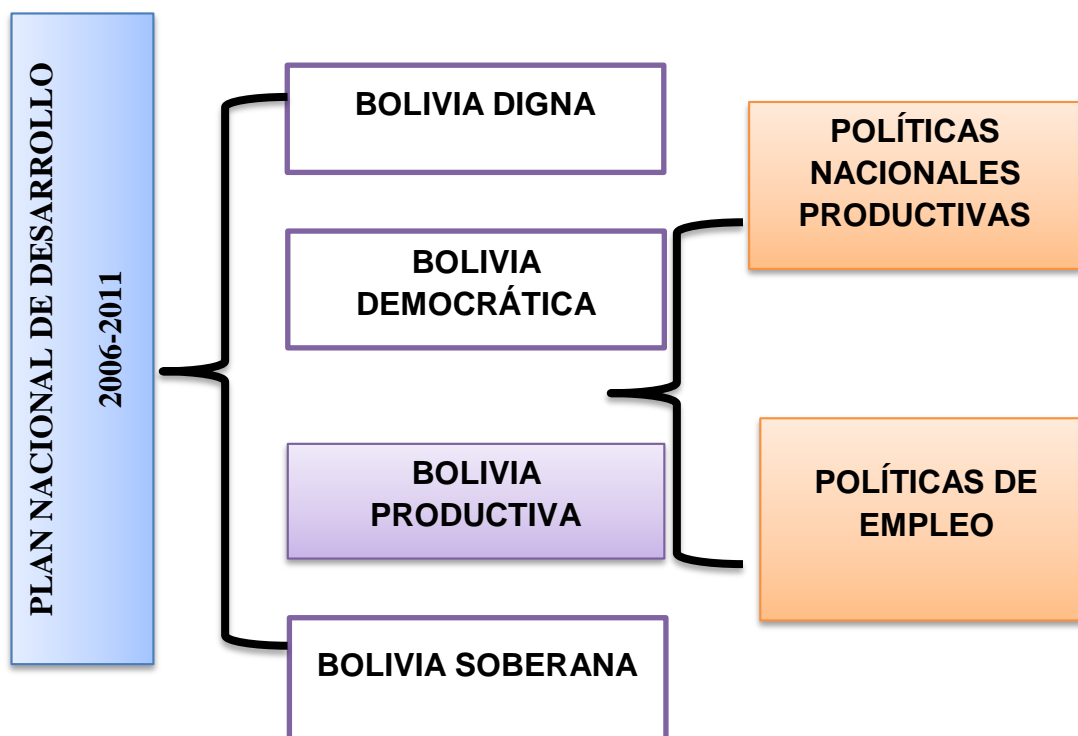 PLAN NACIONAL DE DESARROLLO
2006-2011
BOLIVIA DIGNA
BOLIVIA
DEMOCRÁTICA
BOLIVIA
PRODUCTIVA
BOLIVIA SOBERANA
POLÍTICAS
NACIONALES
PRODUCTIVAS
POLÍTICAS DE
EMPLEO